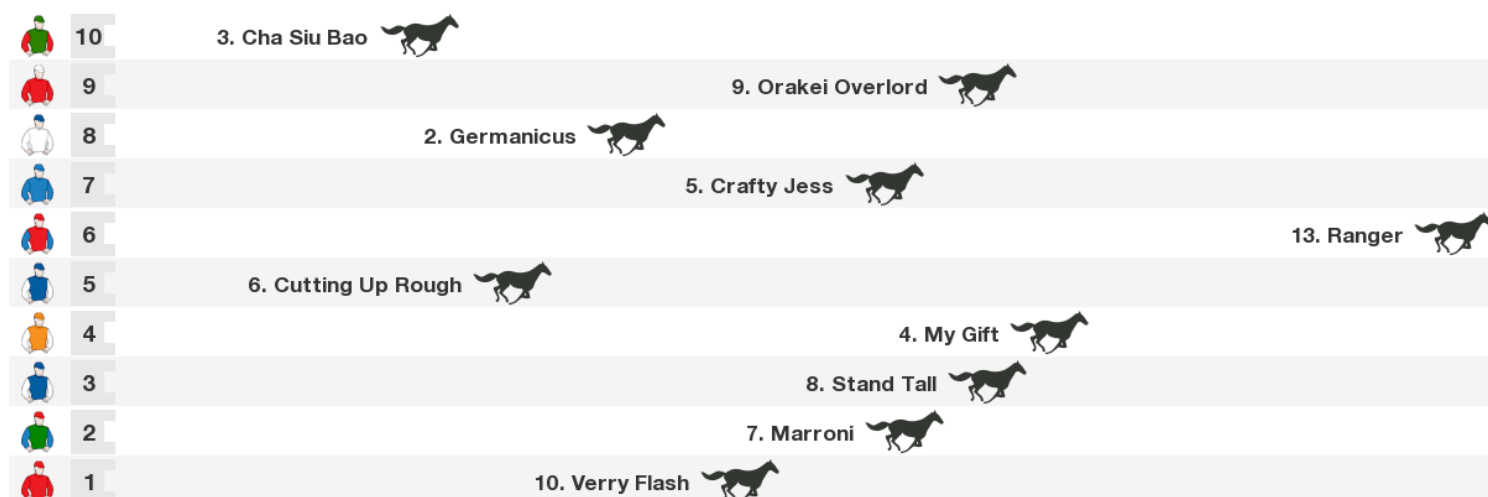 10 3. Cha Siu Bao
9 9. Orakei Overlord
8 2. Germanicus
7 5. Crafty Jess
6 13. Ranger
5 6. Cutting Up Rough
4 4. My Gift
3 8. Stand Tall
2 7. Marroni
1 10. Verry Flash